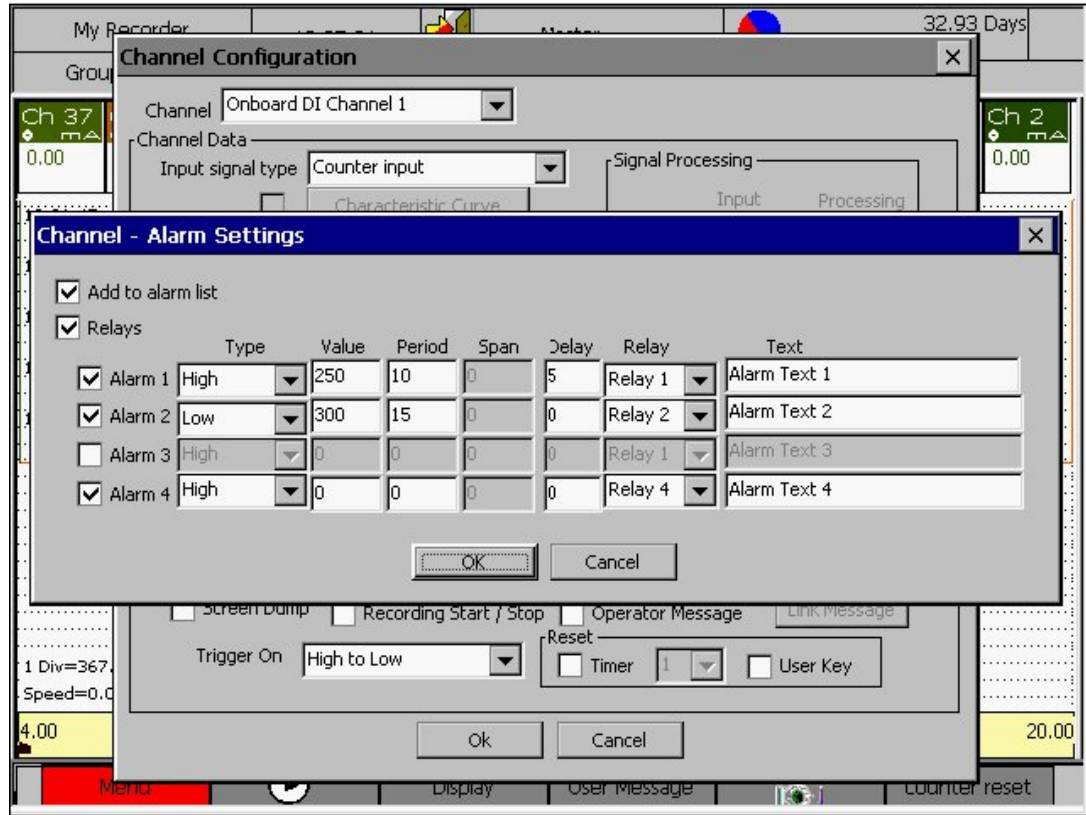 My Recorder
32.93 Days
Channel Configuration
Channel Onboard DI Channel 1
Ch 37
mA
0.00
Ch 2
mA
0.00
Channel Data
Input signal type Counter input
Signal Processing
Characteristic Curve
Input Processing
Channel - Alarm Settings
Add to alarm list
Relays
Type Value Period Span Delay Relay Text
Alarm 1 High 250 10 0 5 Relay 1 Alarm Text 1
Alarm 2 Low 300 15 0 0 Relay 2 Alarm Text 2
Alarm 3 High 0 0 0 0 Relay 1 Alarm Text 3
Alarm 4 High 0 0 0 0 Relay 4 Alarm Text 4
OK Cancel
Screen Dump Recording Start / Stop Operator Message Link Message
Trigger On High to Low
Reset
Timer 1 User Key
1 Div=367.
Speed=0.0
4.00 20.00
Ok Cancel
Menu Display User Message Counter reset